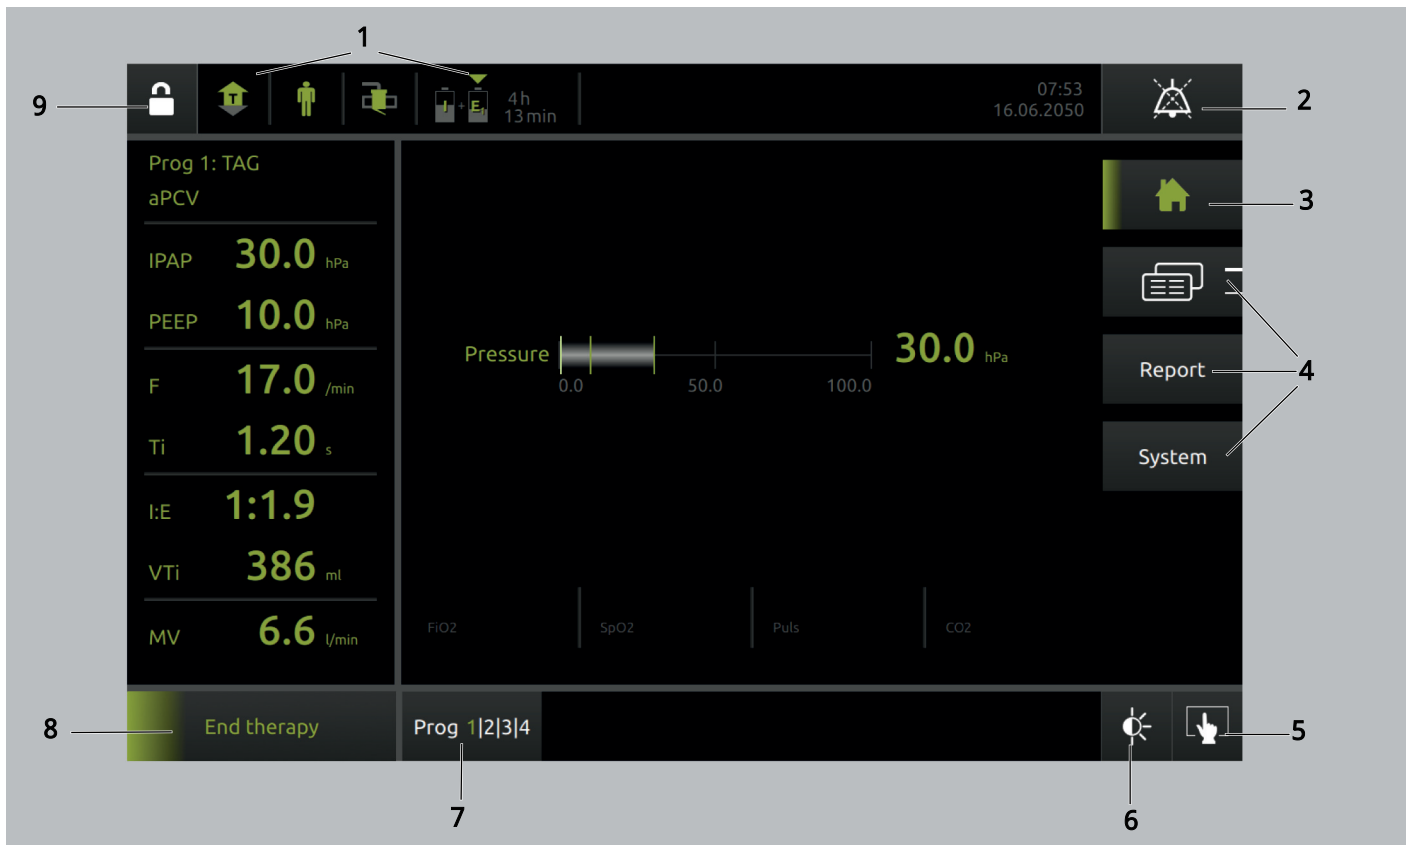 1
9
T
I + E
4 h
13 min
07:53
16.06.2050
2
Prog 1: TAG
aPCV
IPAP 30.0 hPa
PEEP 10.0 hPa
F 17.0 /min
Ti 1.20 s
I:E 1:1.9
VTi 386 ml
MV 6.6 l/min
Pressure 30.0 hPa
0.0 50.0 100.0
FiO2 SpO2 Puls CO2
3
Report
4
System
8
End therapy
Prog 1|2|3|4
5
7
6